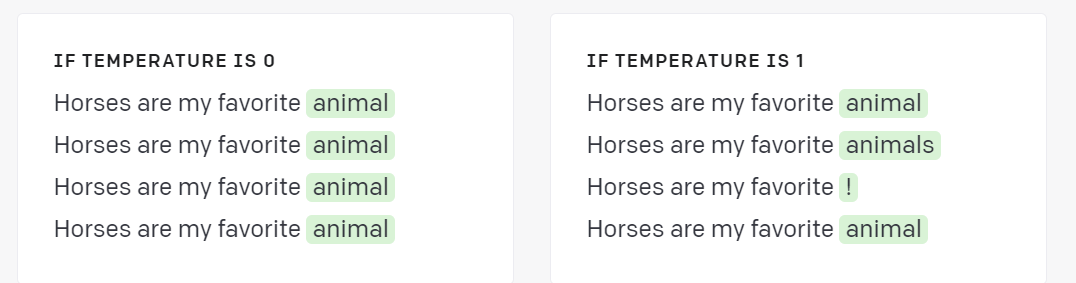 IF TEMPERATURE IS 0
Horses are my favorite animal
Horses are my favorite animal
Horses are my favorite animal
Horses are my favorite animal
IF TEMPERATURE IS 1
Horses are my favorite animal
Horses are my favorite animals
Horses are my favorite !
Horses are my favorite animal